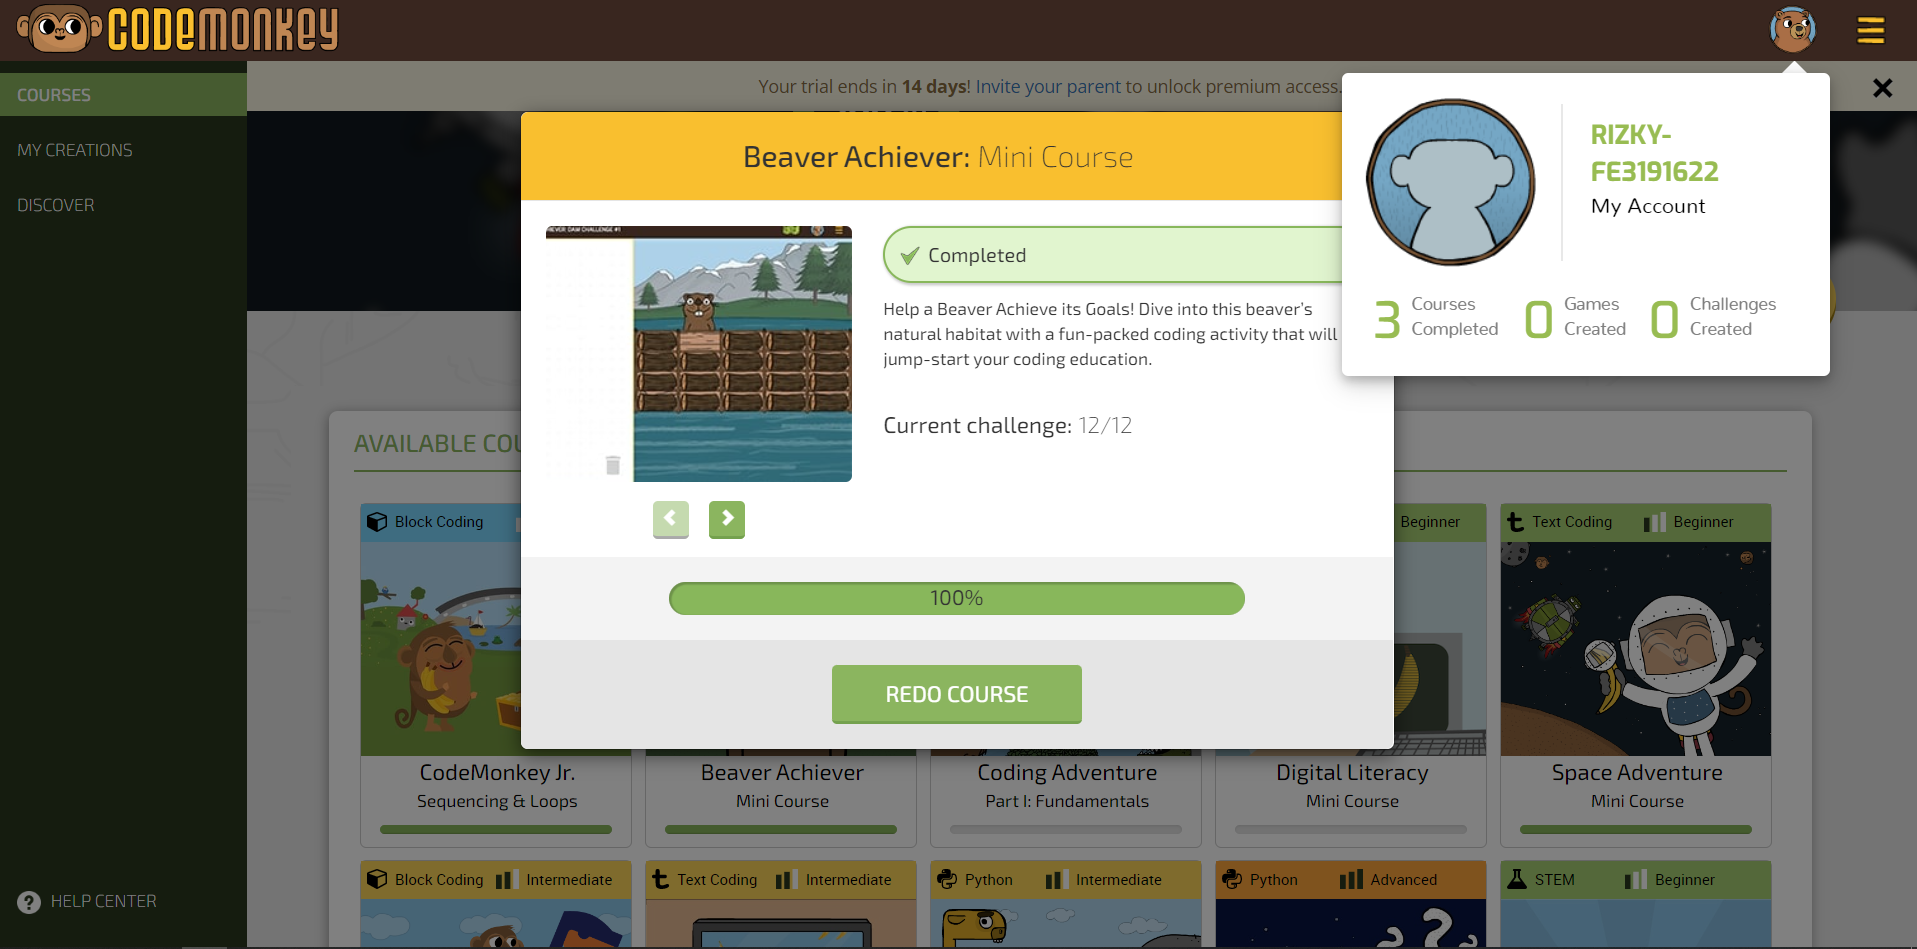 CODEMONKEY
COURSES
MY CREATIONS
DISCOVER
HELP CENTER
Your trial ends in 14 days! Invite your parent to unlock premium access.
RIZKY-
FE3191622
My Account
3 Courses Completed
0 Games Created
0 Challenges Created
Beaver Achiever: Mini Course
DAM CHALLENGE #1
Completed
Help a Beaver Achieve its Goals! Dive into this beaver's
natural habitat with a fun-packed coding activity that will
jump-start your coding education.
Current challenge: 12/12
100%
REDO COURSE
AVAILABLE COU
Block Coding
Beginner
Text Coding Beginner
CodeMonkey Jr.
Sequencing & Loops
Beaver Achiever
Mini Course
Coding Adventure
Part I: Fundamentals
Digital Literacy
Mini Course
Space Adventure
Mini Course
Block Coding Intermediate
Text Coding Intermediate
Python Intermediate
Python Advanced
STEM Beginner